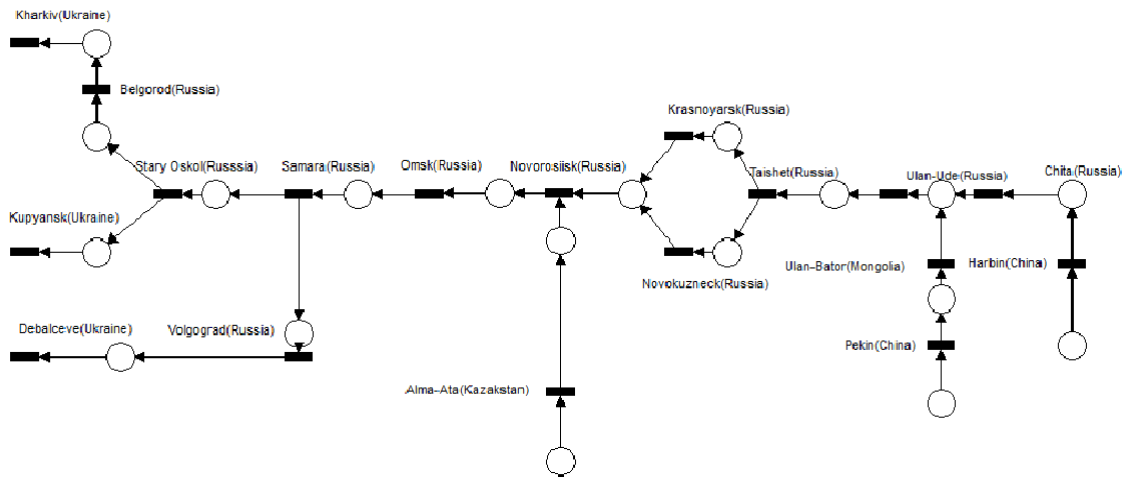 Kharkiv(Ukraine)
Belgorod(Russia)
Krasnoyarsk(Russia)
Stary Oskol(Russsia)
Samara(Russia)
Omsk(Russia)
Novorosiisk(Russia)
Taishet(Russia)
Ulan-Ude(Russia)
Chita(Russia)
Kupyansk(Ukraine)
Ulan-Bator(Mongolia)
Harbin(China)
Novokuzneck(Russia)
Debalceve(Ukraine)
Volgograd(Russia)
Pekin(China)
Alma-Ata(Kazakstan)